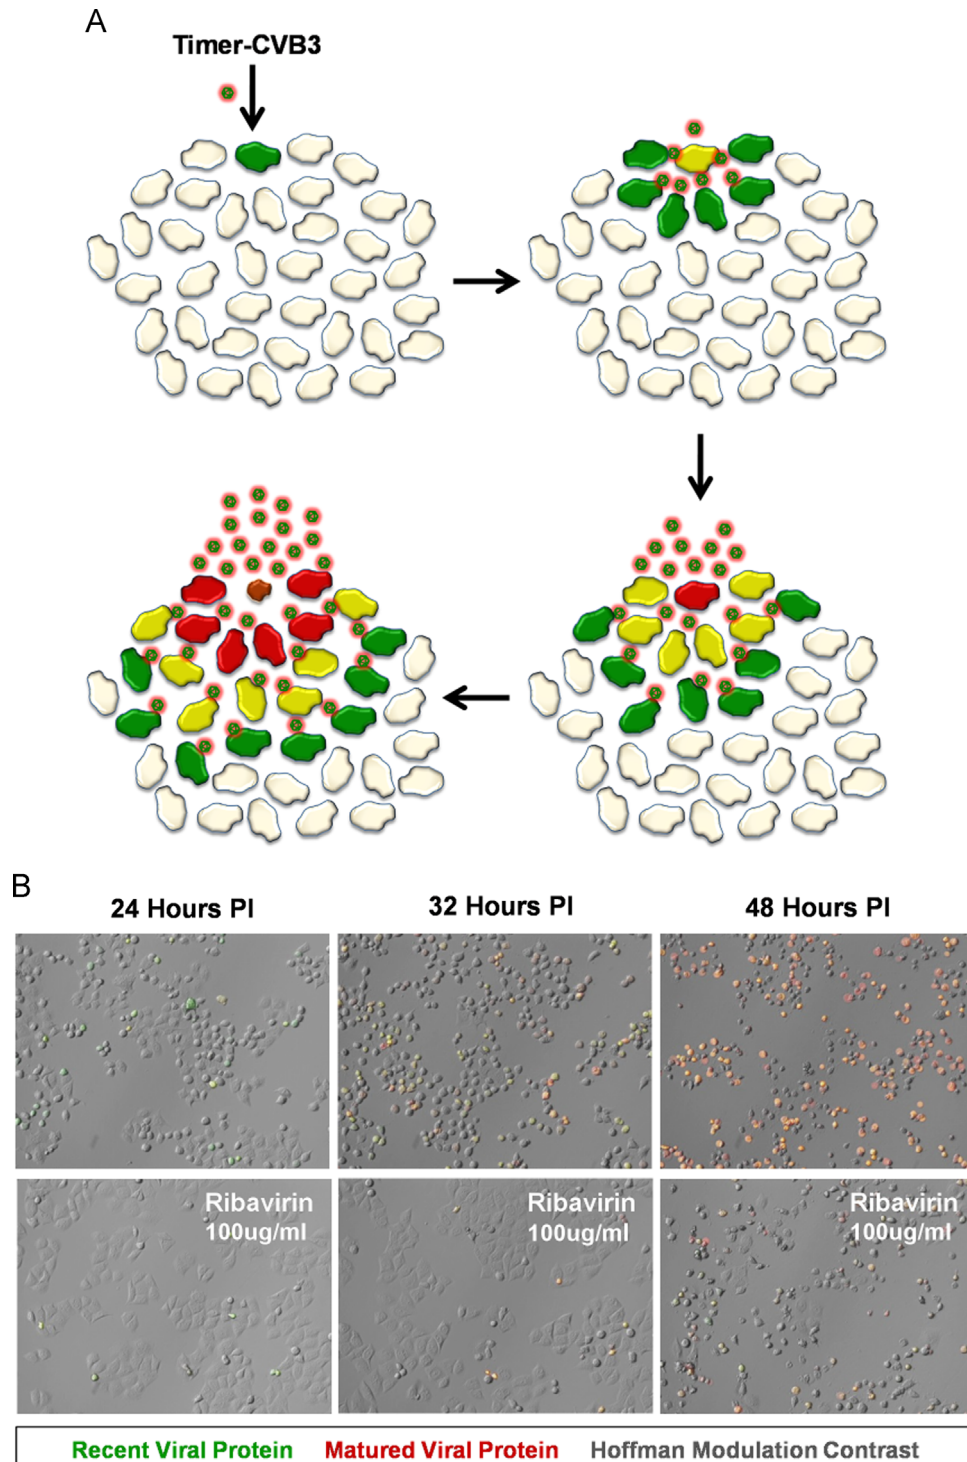 A
Timer-CVB3
B
24 Hours PI
32 Hours PI
48 Hours PI
Ribavirin
100ug/ml
Ribavirin
100ug/ml
Ribavirin
100ug/ml
Recent Viral Protein
Matured Viral Protein
Hoffman Modulation Contrast